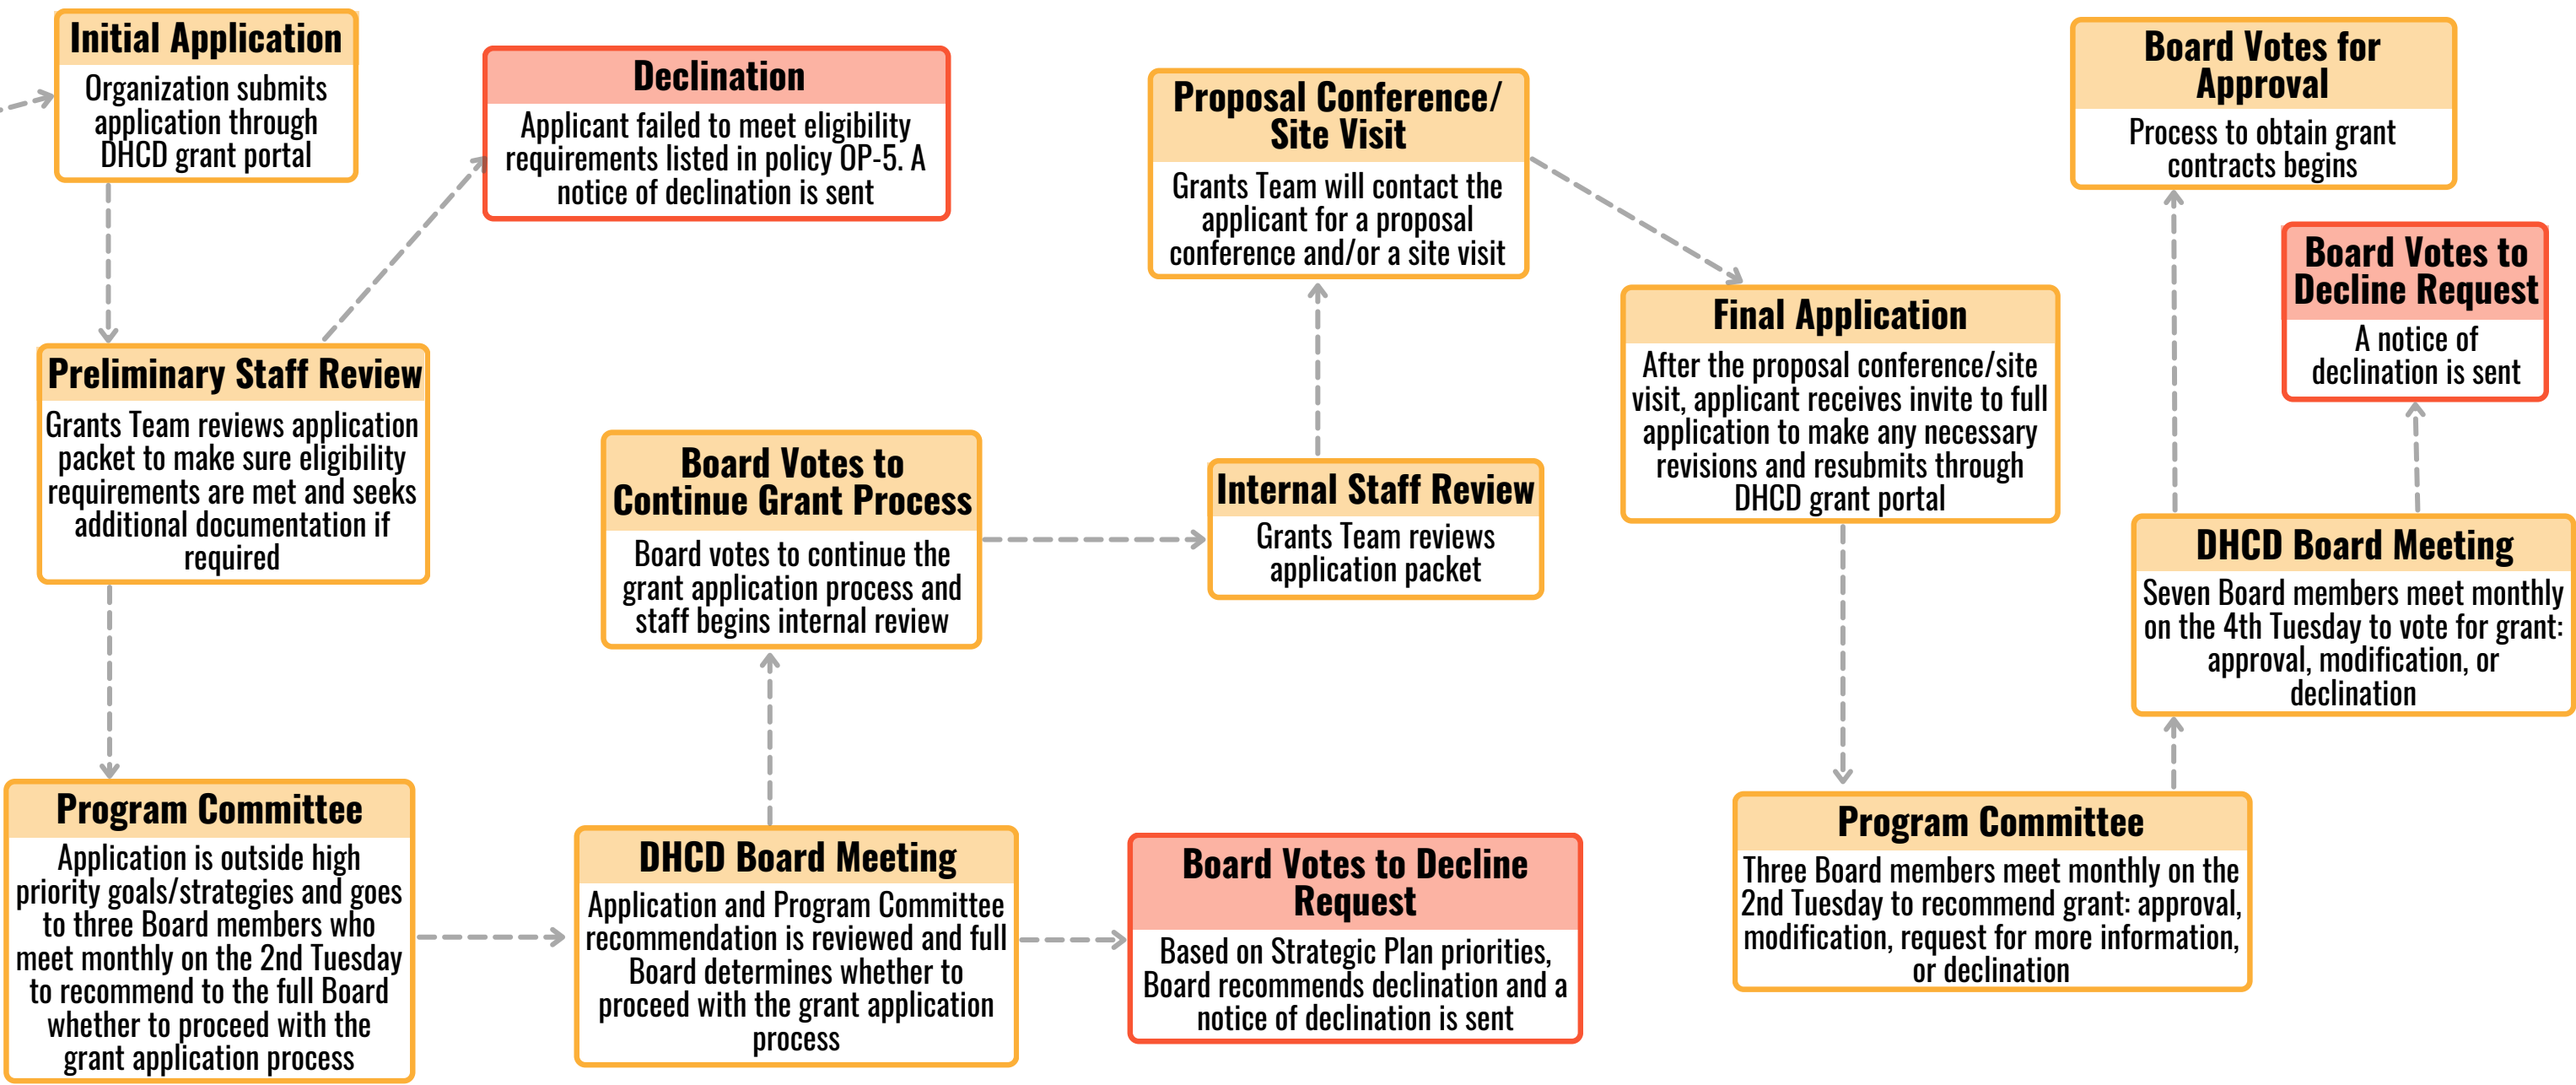 Initial Application
Organization submits
application through
DHCD grant portal
Declination
Applicant failed to meet eligibility
requirements listed in policy OP-5. A
notice of declination is sent
Preliminary Staff Review
Grants Team reviews application
packet to make sure eligibility
requirements are met and seeks
additional documentation if
required
Program Committee
Application is outside high
priority goals/strategies and goes
to three Board members who
meet monthly on the 2nd Tuesday
to recommend to the full Board
whether to proceed with the
grant application process
DHCD Board Meeting
Application and Program Committee
recommendation is reviewed and full
Board determines whether to
proceed with the grant application
process
Board Votes to Decline
Request
Based on Strategic Plan priorities,
Board recommends declination and a
notice of declination is sent
Board Votes to
Continue Grant Process
Board votes to continue the
grant application process and
staff begins internal review
Internal Staff Review
Grants Team reviews
application packet
Proposal Conference/
Site Visit
Grants Team will contact the
applicant for a proposal
conference and/or a site visit
Final Application
After the proposal conference/site
visit, applicant receives invite to full
application to make any necessary
revisions and resubmits through
DHCD grant portal
Program Committee
Three Board members meet monthly on the
2nd Tuesday to recommend grant: approval,
modification, request for more information,
or declination
DHCD Board Meeting
Seven Board members meet monthly
on the 4th Tuesday to vote for grant:
approval, modification, or
declination
Board Votes for
Approval
Process to obtain grant
contracts begins
Board Votes to
Decline Request
A notice of
declination is sent